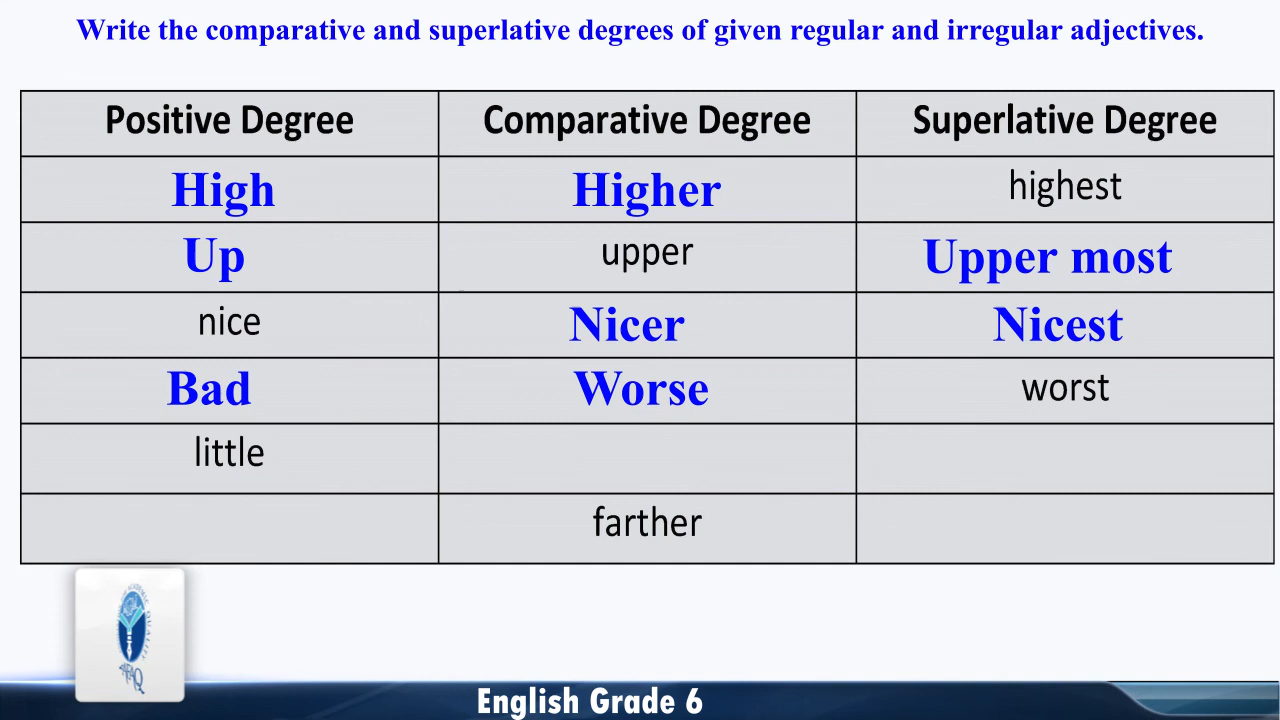 Write the comparative and superlative degrees of given regular and irregular adjectives.
Positive Degree Comparative Degree Superlative Degree
High Higher highest
Up upper Upper most
nice Nicer Nicest
Bad Worse worst
little
farther
AFAQ
English Grade 6